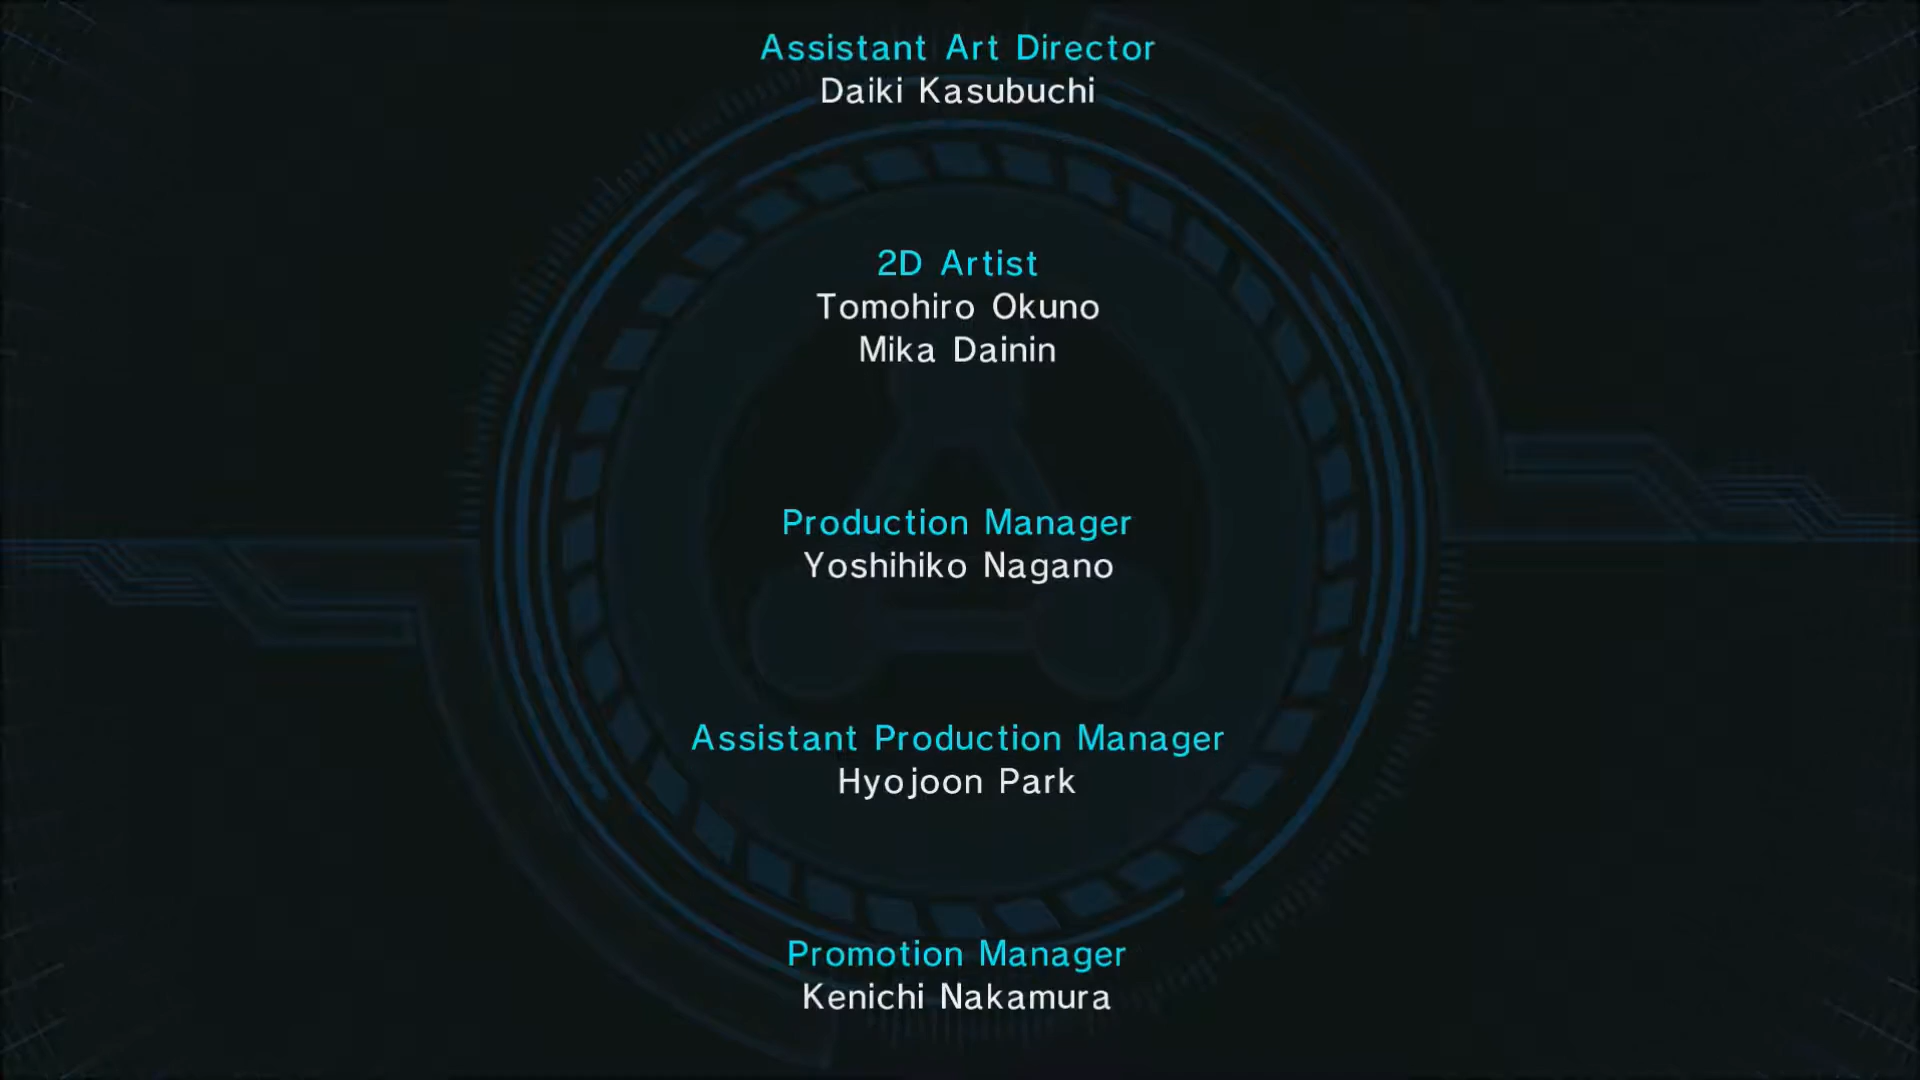 Assistant Art Director
Daiki Kasubuchi
2D Artist
Tomohiro Okuno
Mika Dainin
Production Manager
Yoshihiko Nagano
Assistant Production Manager
Hyojoon Park
Promotion Manager
Kenichi Nakamura